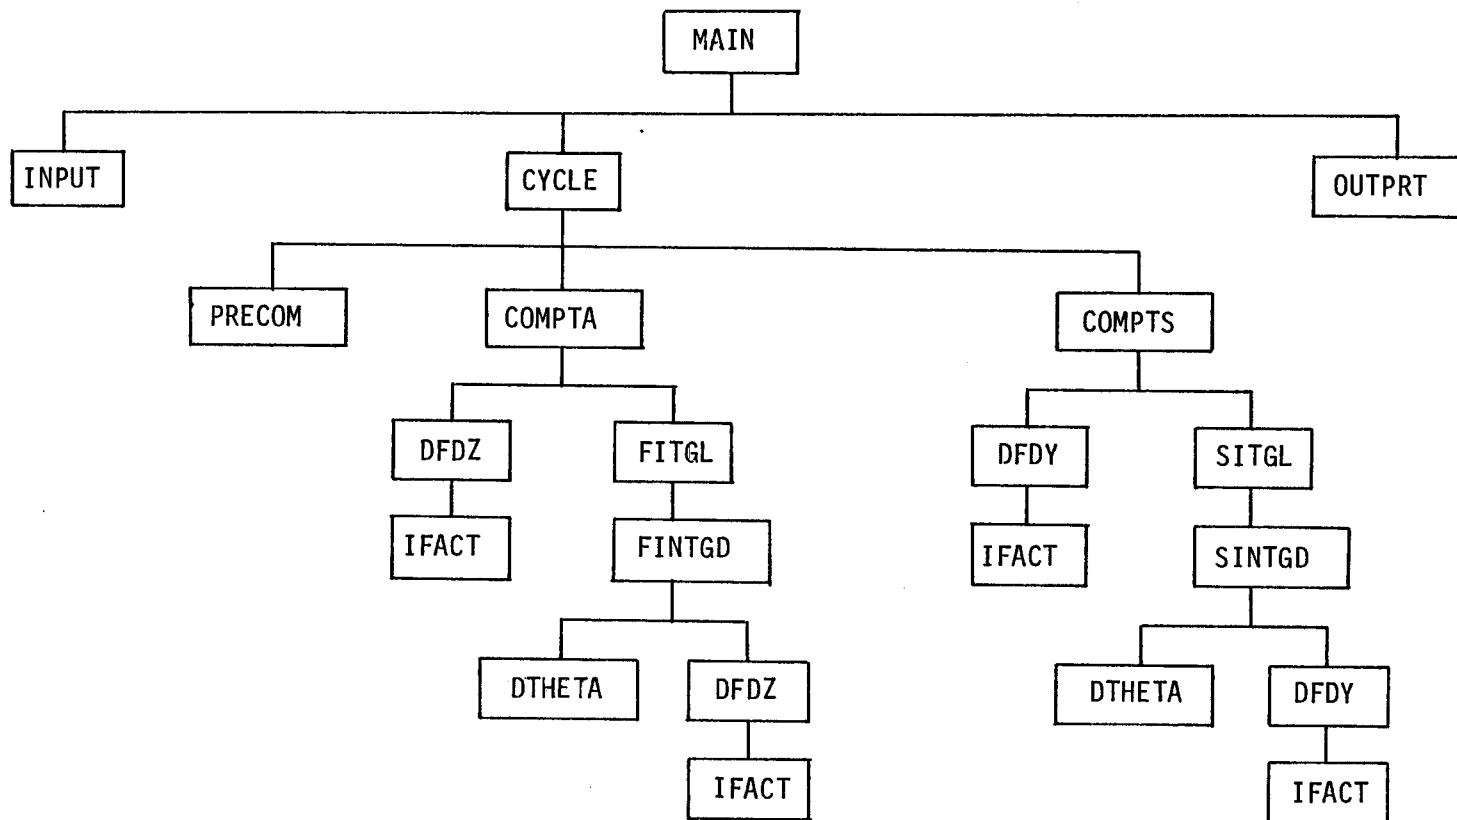 MAIN
INPUT
CYCLE
OUTPRT
PRECOM
COMPTA
COMPTS
DFDZ
FITGL
DFDY
SITGL
IFACT
FINTGD
IFACT
SINTGD
DTHETA
DFDZ
DTHETA
DFDY
IFACT
IFACT